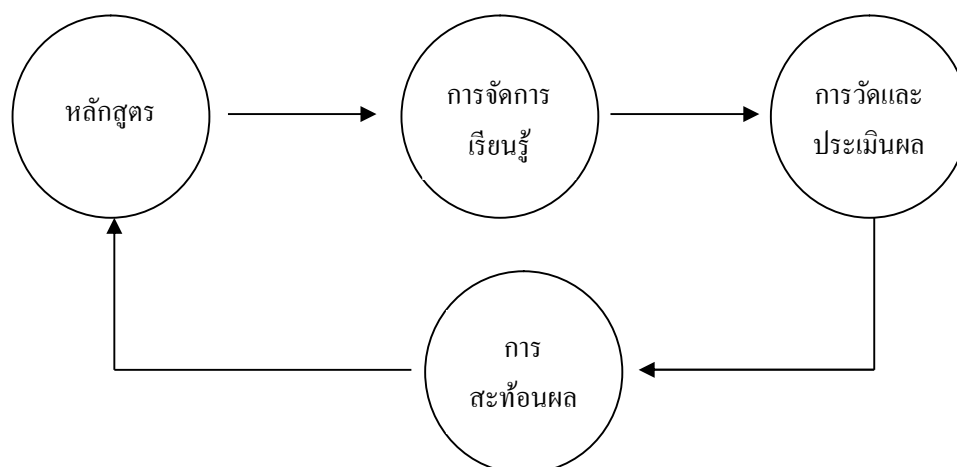 หลักสูตร
การจัดการ
เรียนรู้
การวัดและ
ประเมินผล
การ
สะท้อนผล